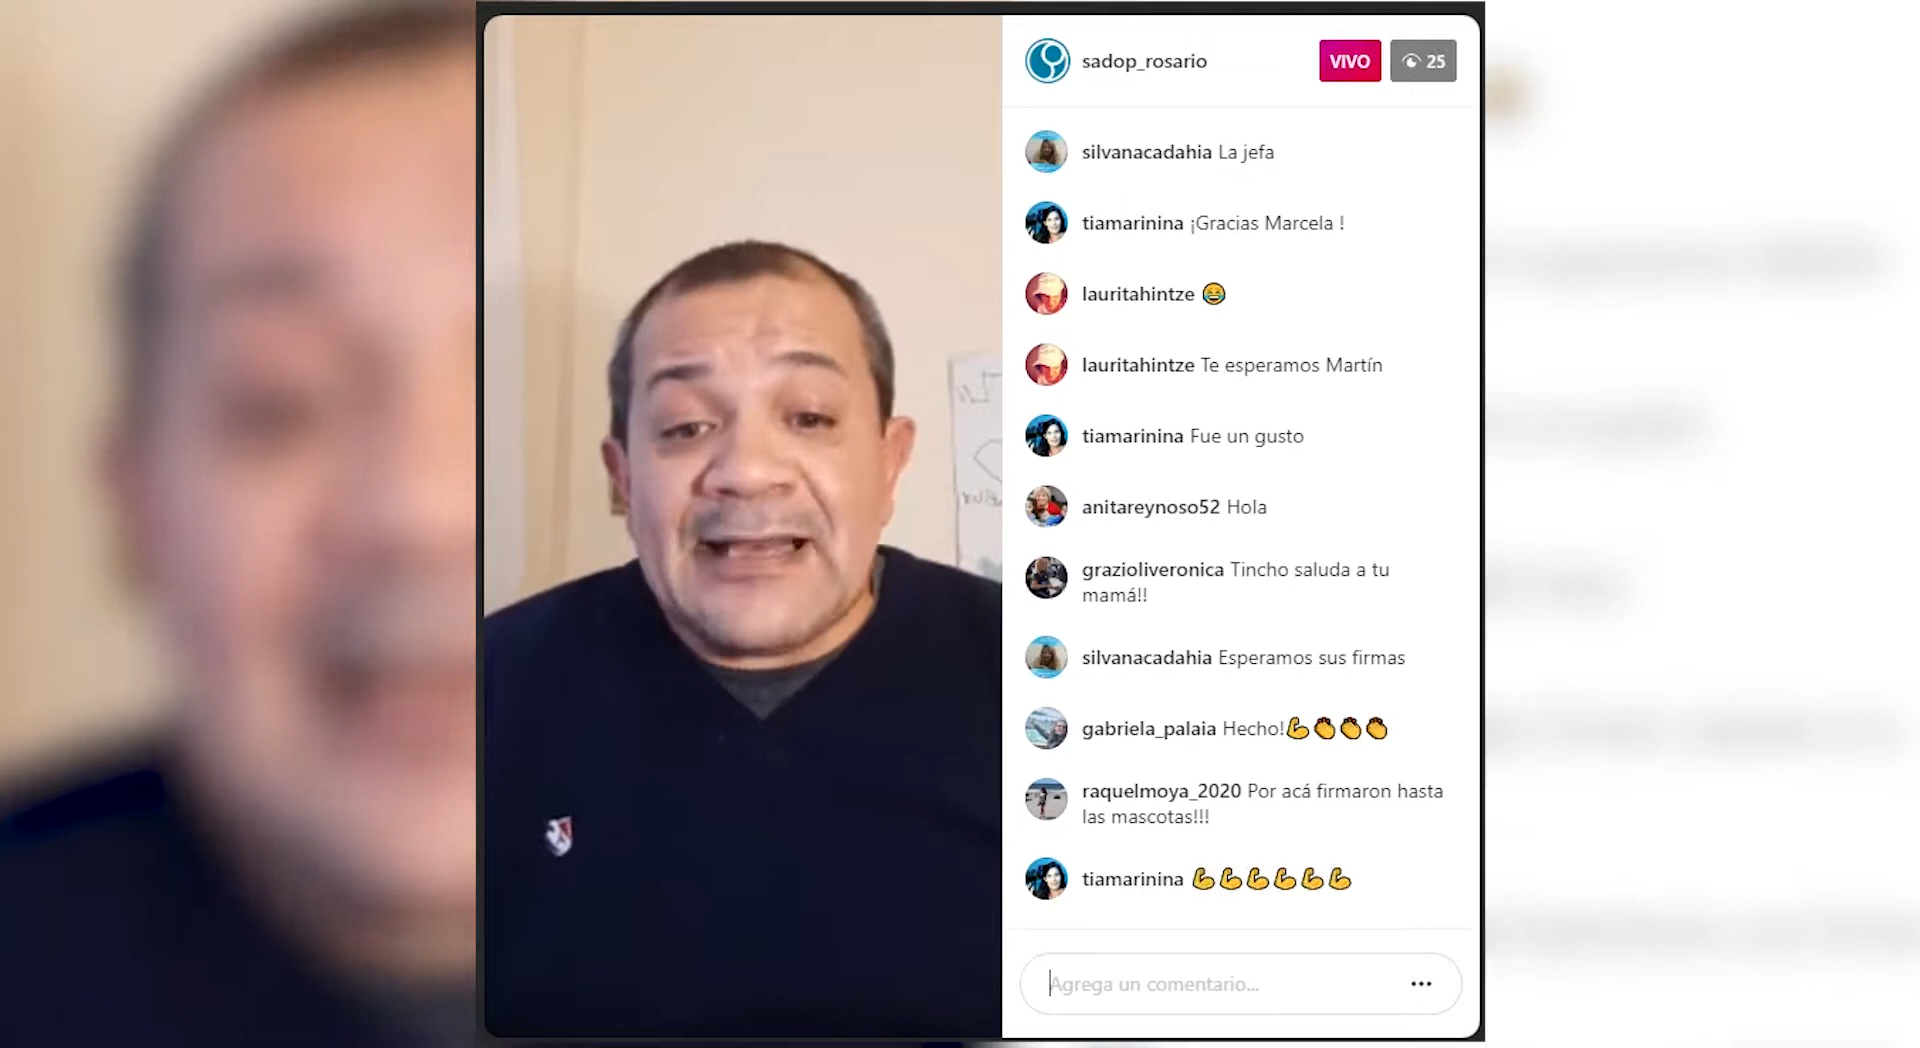 sadop_rosario
VIVO
25
silvanacadahia La jefa
tiamarinina ¡Gracias Marcela !
lauritahintze 😂
lauritahintze Te esperamos Martín
tiamarinina Fue un gusto
anitareynoso52 Hola
grazioliveronica Tincho saluda a tu
mamá!!
silvanacadahia Esperamos sus firmas
gabriela_palaia Hecho!💪👏👏👏
raquelmoya_2020 Por acá firmaron hasta
las mascotas!!!
tiamarinina 💪💪💪💪💪💪
Agrega un comentario...